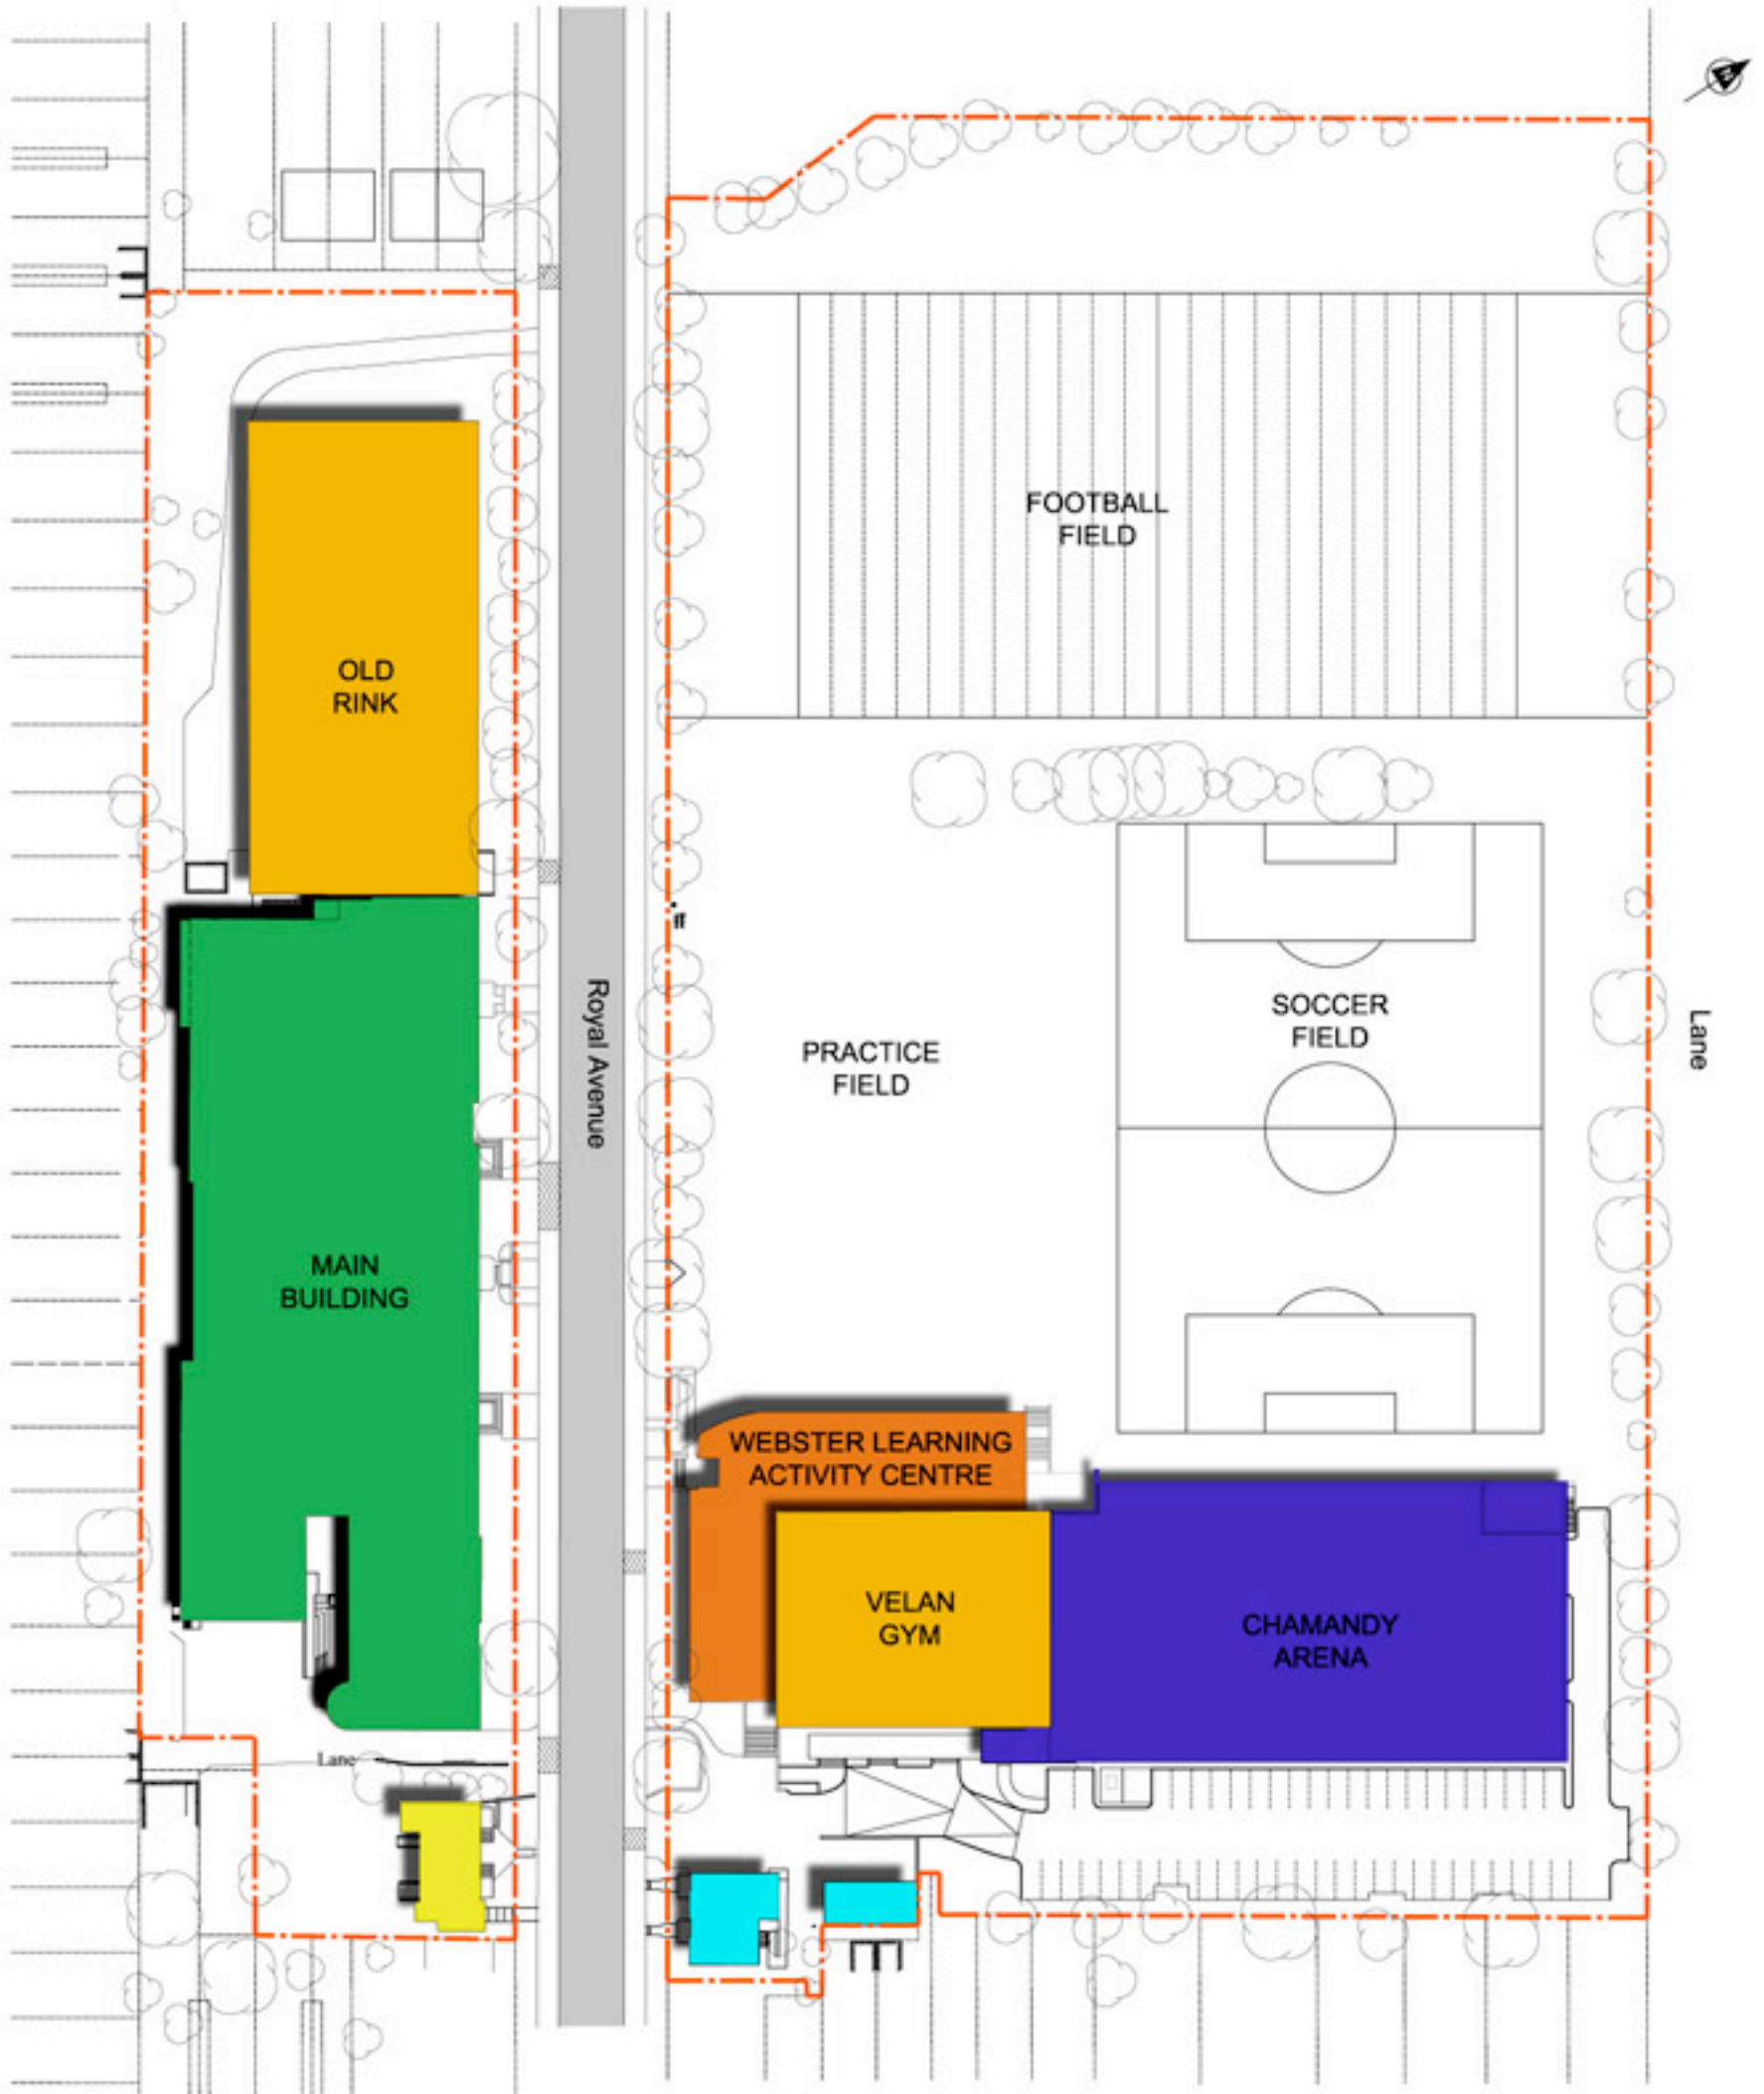 FOOTBALL
FIELD
OLD
RINK
SOCCER
FIELD
Lane
Royal Avenue
PRACTICE
FIELD
MAIN
BUILDING
WEBSTER LEARNING
ACTIVITY CENTRE
VELAN
GYM
CHAMANDY
ARENA
Lane